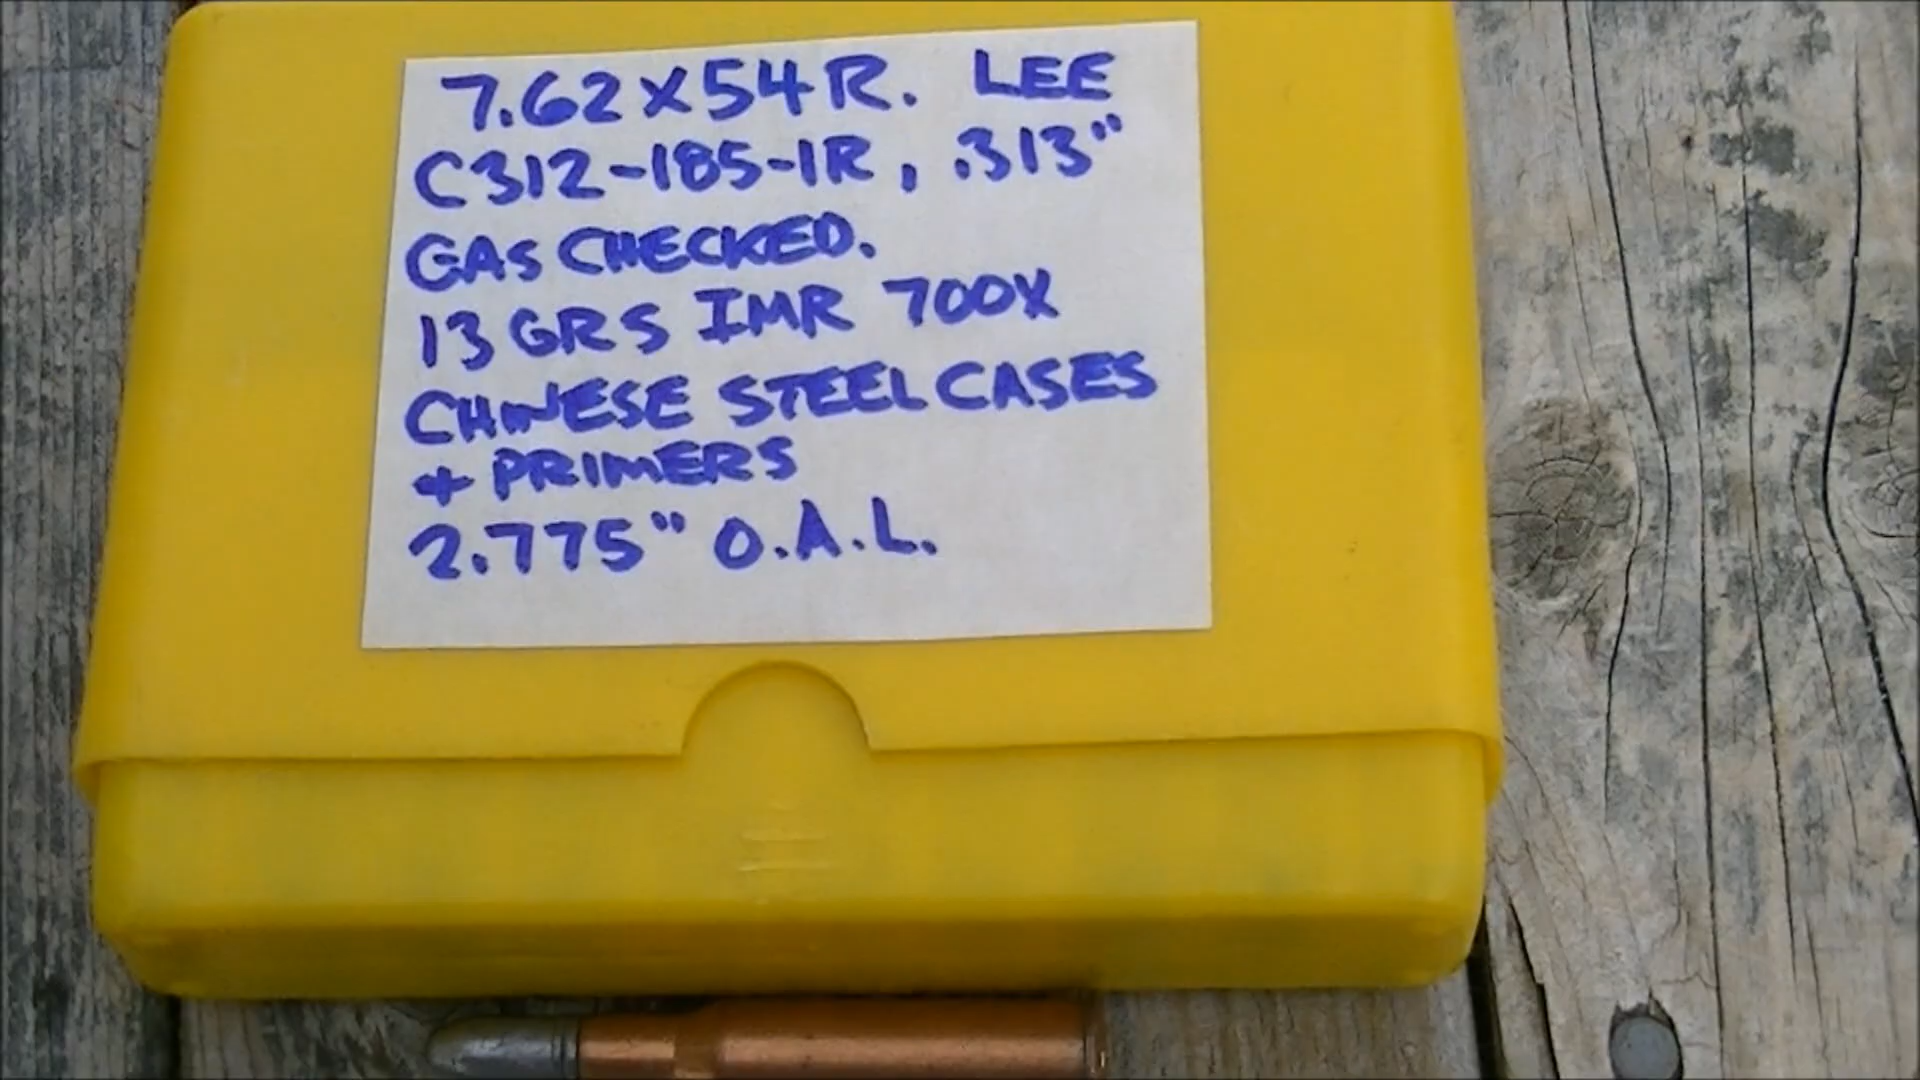 7.62X54R. LEE
C312-185-1R, .313"
GAS CHECKED.
13 GRS IMR 700X
CHINESE STEEL CASES
+ PRIMERS
2.775" O.A.L.